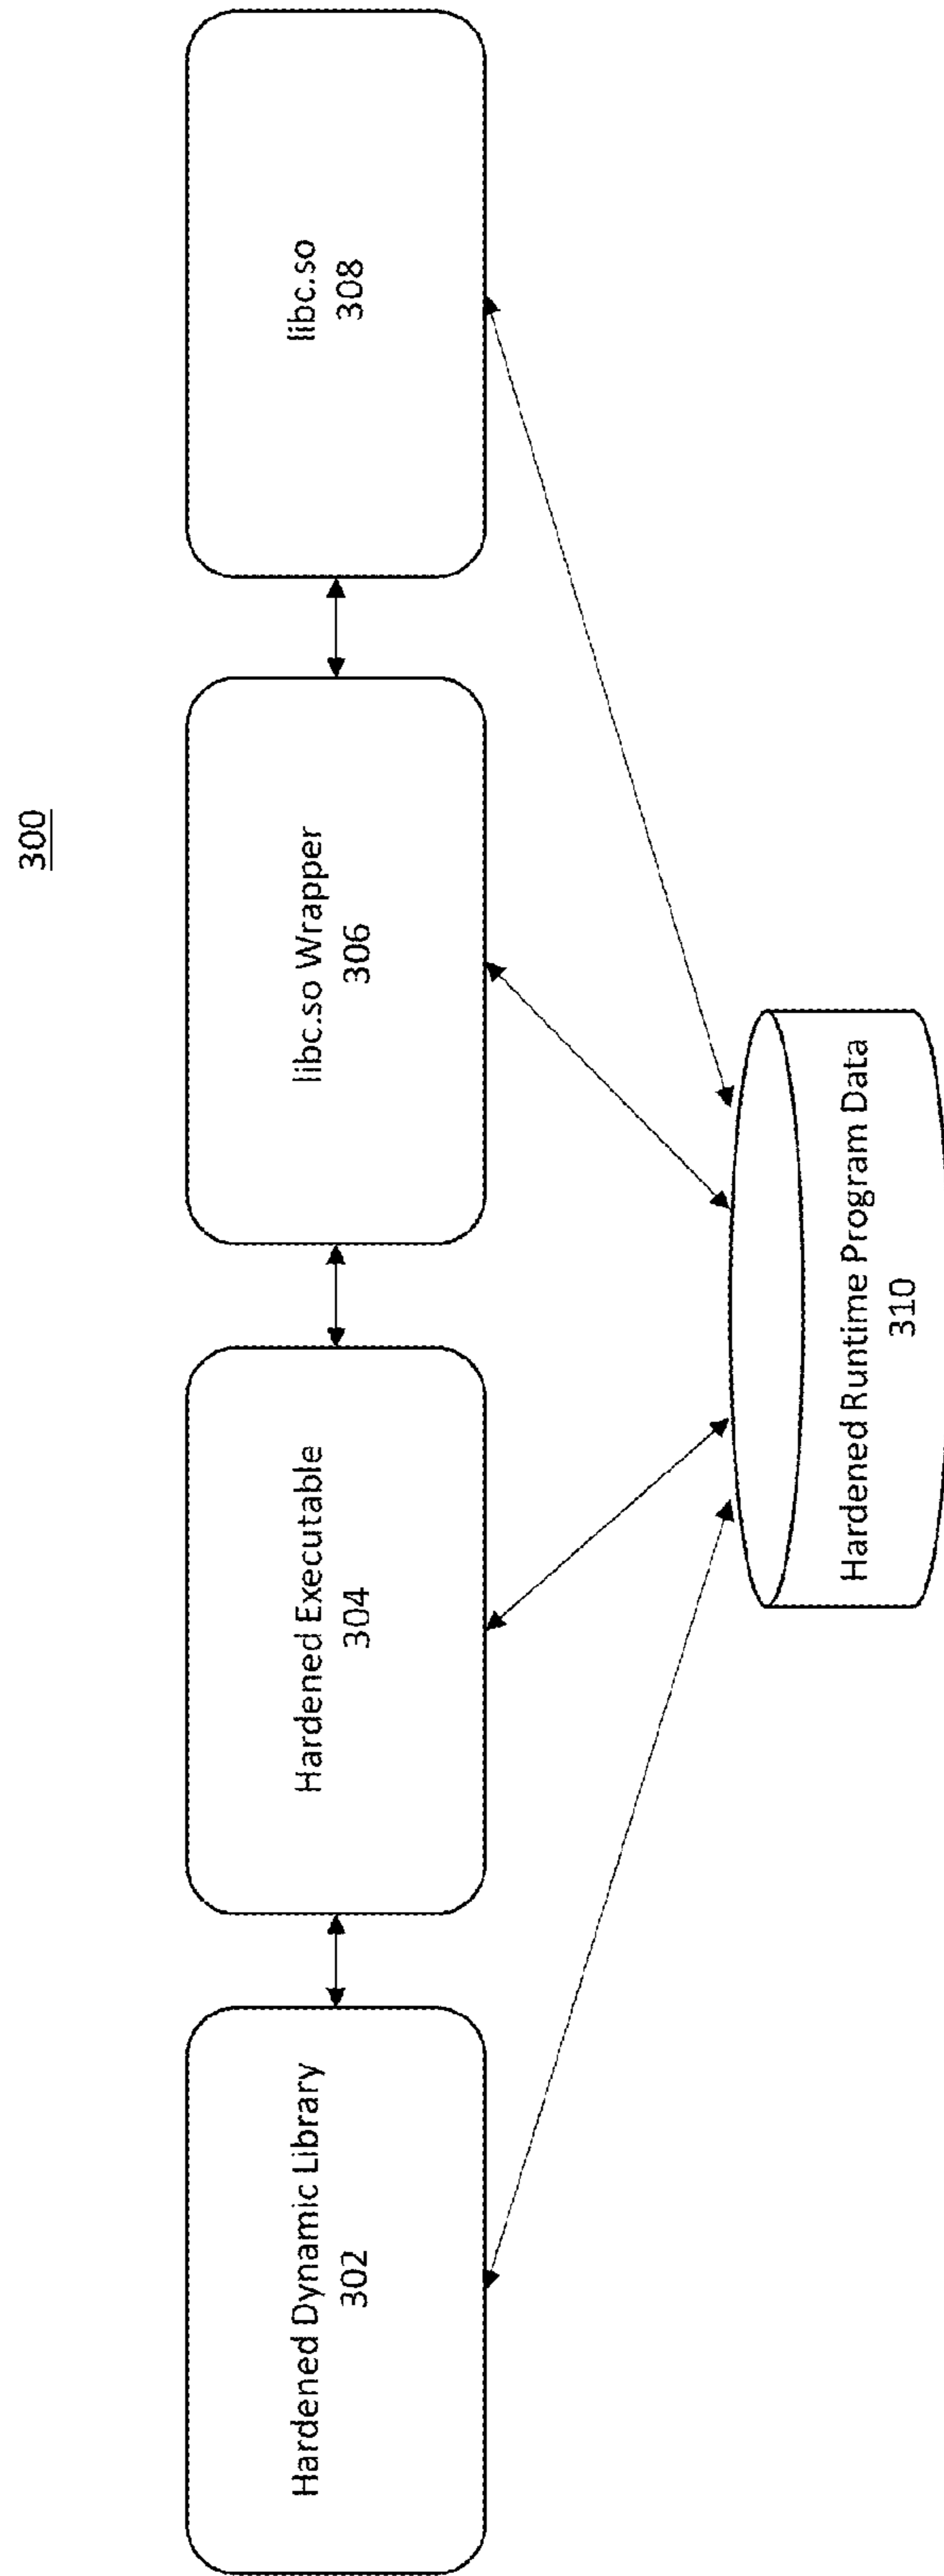 300
Hardened Dynamic Library
302
Hardened Executable
304
libc.so Wrapper
306
libc.so
308
Hardened Runtime Program Data
310